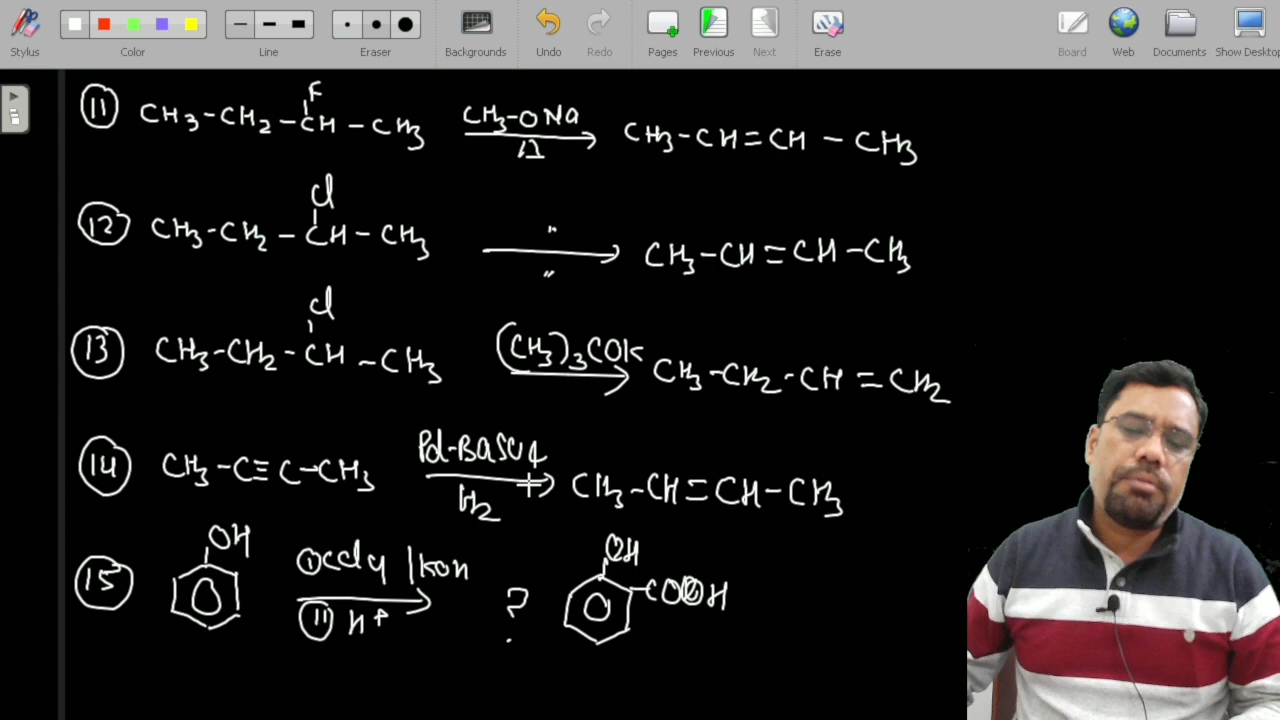 Stylus Color Line Eraser Backgrounds Undo Redo Pages Previous Next Erase Board Web Documents Show Deskto
F
11 CH3-CH2-CH-CH3 CH3-ONa CH3-CH=CH-CH3
Δ
Cl
12 CH3-CH2-CH-CH3 " CH3-CH=CH-CH3
"
Cl
13 CH3-CH2-CH-CH3 (CH3)3COK CH3-CH2-CH=CH2
14 CH3-C≡C-CH3 Pd-BaSO4 CH3-CH=CH-CH3
H2
OH OH
15 (i) CCl4/KOH ? COOH
(ii) H+